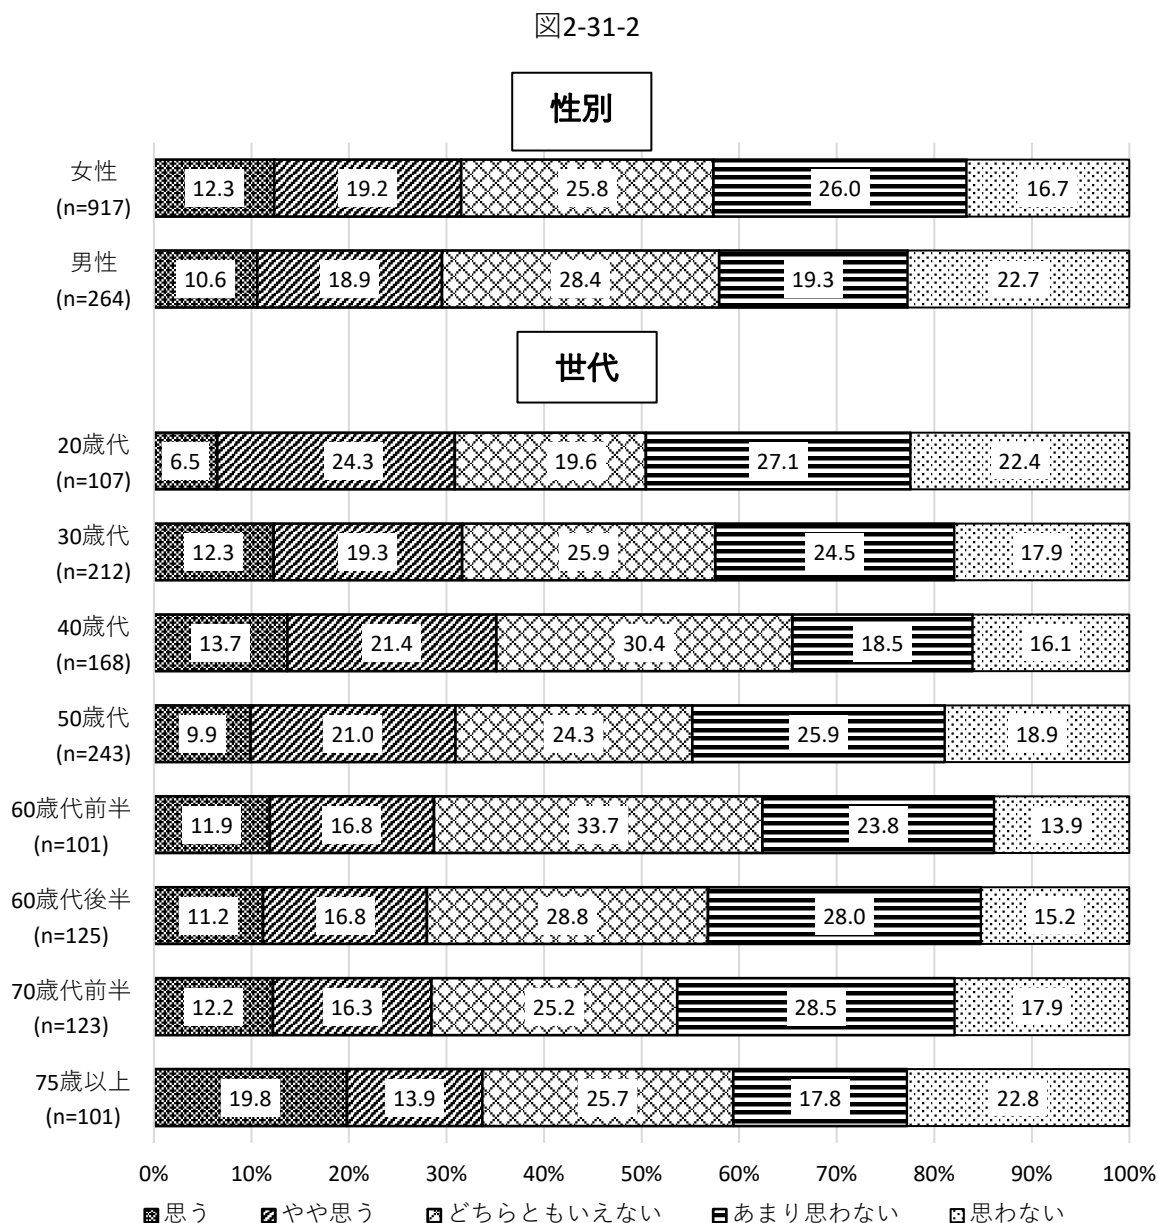 図2-31-2
性別
女性
(n=917)
12.3 19.2 25.8 26.0 16.7
男性
(n=264)
10.6 18.9 28.4 19.3 22.7
世代
20歳代
(n=107)
6.5 24.3 19.6 27.1 22.4
30歳代
(n=212)
12.3 19.3 25.9 24.5 17.9
40歳代
(n=168)
13.7 21.4 30.4 18.5 16.1
50歳代
(n=243)
9.9 21.0 24.3 25.9 18.9
60歳代前半
(n=101)
11.9 16.8 33.7 23.8 13.9
60歳代後半
(n=125)
11.2 16.8 28.8 28.0 15.2
70歳代前半
(n=123)
12.2 16.3 25.2 28.5 17.9
75歳以上
(n=101)
19.8 13.9 25.7 17.8 22.8
0% 10% 20% 30% 40% 50% 60% 70% 80% 90% 100%
思う やや思う どちらともいえない あまり思わない 思わない